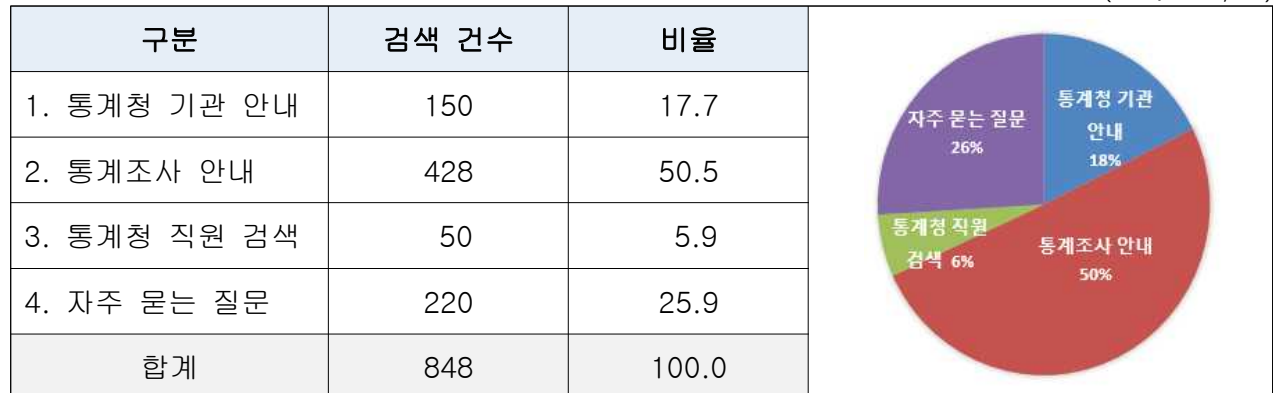 구분 검색 건수 비율
1. 통계청 기관 안내 150 17.7
2. 통계조사 안내 428 50.5
3. 통계청 직원 검색 50 5.9
4. 자주 묻는 질문 220 25.9
합계 848 100.0
통계청 기관
안내
18%
자주 묻는 질문
26%
통계청 직원
검색 6%
통계조사 안내
50%